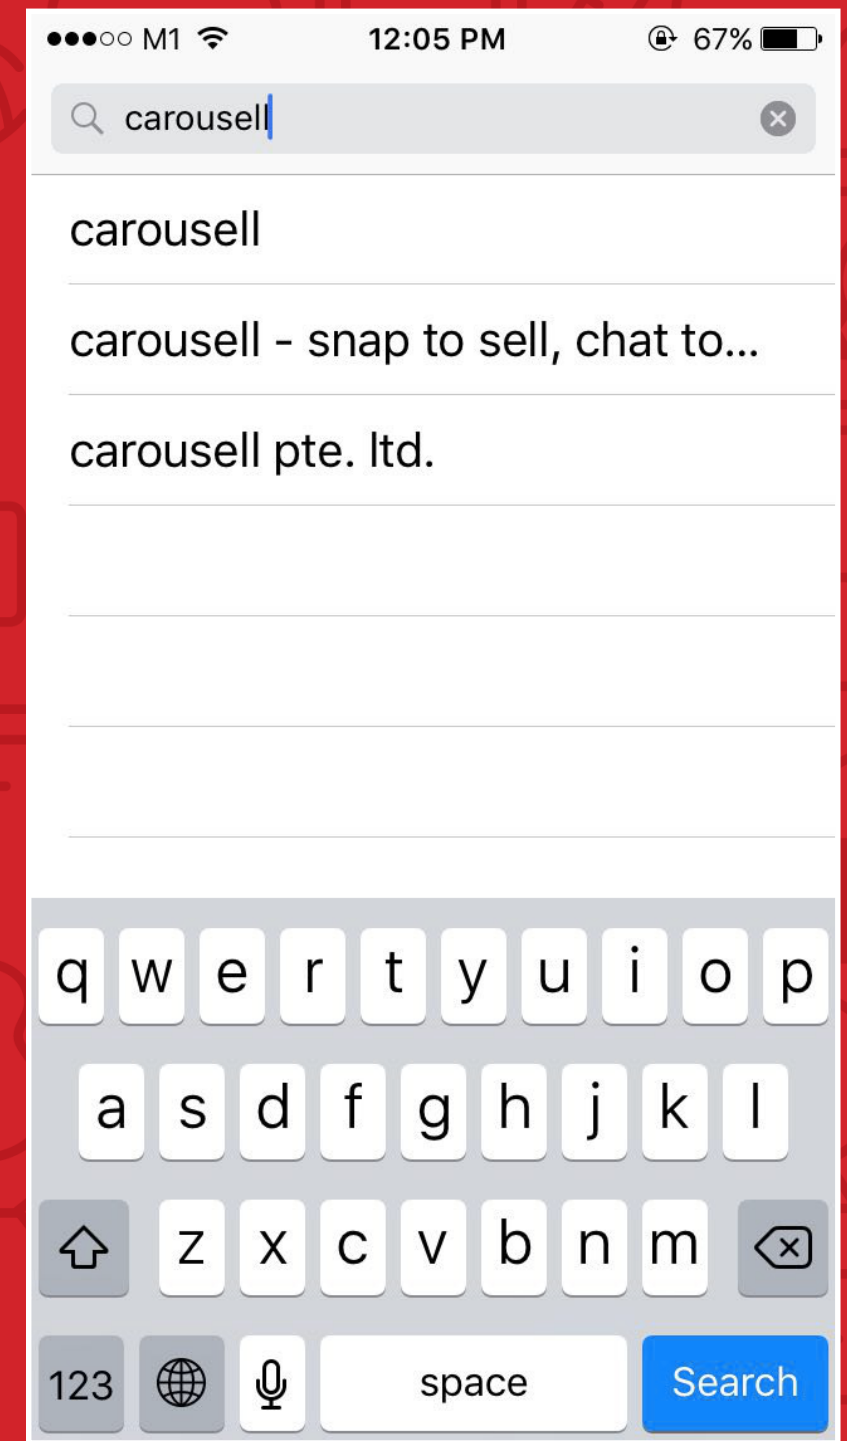 M1 12:05 PM 67%
carousell
carousell
carousell - snap to sell, chat to...
carousell pte. ltd.
q w e r t y u i o p
a s d f g h j k l
z x c v b n m
123 space Search